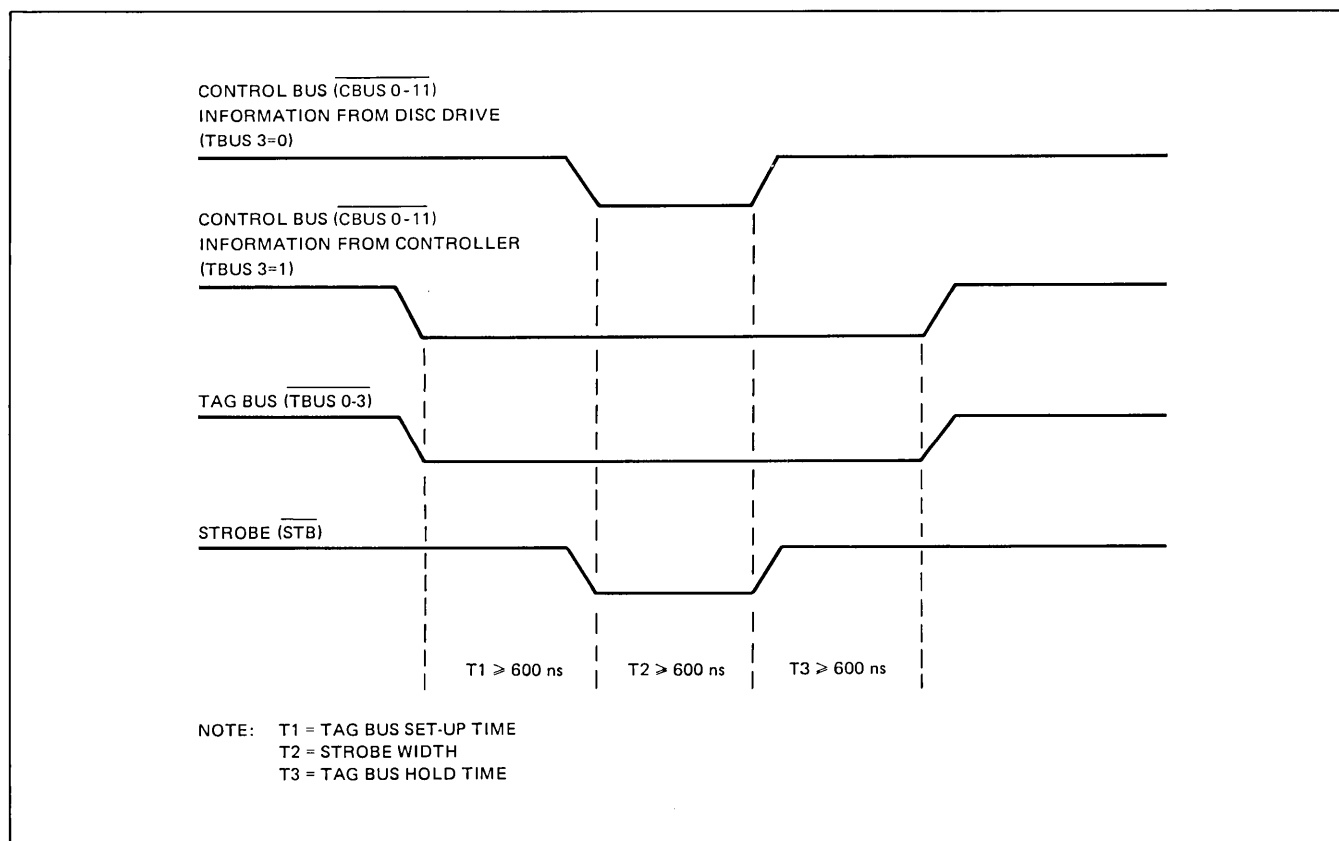 CONTROL BUS (CBUS 0-11)
INFORMATION FROM DISC DRIVE
(TBUS 3=0)
CONTROL BUS (CBUS 0-11)
INFORMATION FROM CONTROLLER
(TBUS 3=1)
TAG BUS (TBUS 0-3)
STROBE (STB)
T1 ⩾ 600 ns T2 ⩾ 600 ns T3 ⩾ 600 ns
NOTE: T1 = TAG BUS SET-UP TIME
T2 = STROBE WIDTH
T3 = TAG BUS HOLD TIME